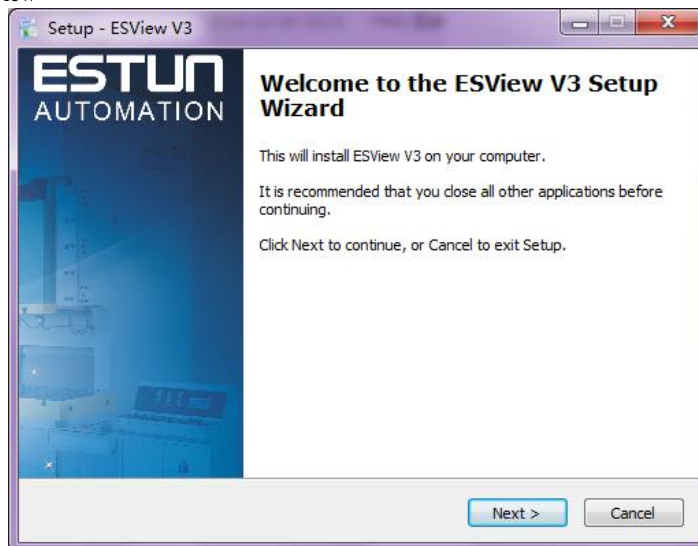 Setup - ESView V3
ESTUN
AUTOMATION
Welcome to the ESView V3 Setup
Wizard
This will install ESView V3 on your computer.
It is recommended that you close all other applications before
continuing.
Click Next to continue, or Cancel to exit Setup.
Next >
Cancel